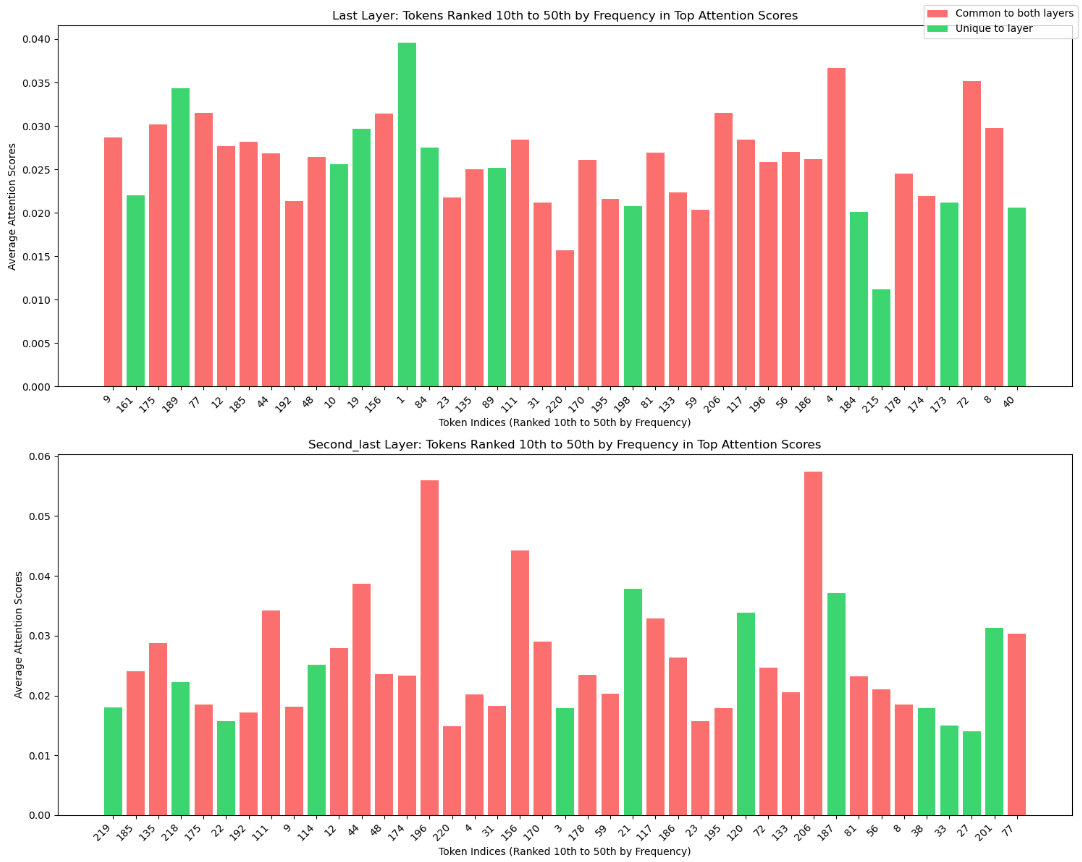 Last Layer: Tokens Ranked 10th to 50th by Frequency in Top Attention Scores
Common to both layers
Unique to layer
Average Attention Scores
0.040
0.035
0.030
0.025
0.020
0.015
0.010
0.005
0.000
9 161 175 189 77 12 185 44 192 48 10 19 156 1 84 23 135 89 111 31 220 170 195 198 81 133 59 206 117 196 56 186 4 184 215 178 174 173 72 8 40
Token Indices (Ranked 10th to 50th by Frequency)
Second_last Layer: Tokens Ranked 10th to 50th by Frequency in Top Attention Scores
Average Attention Scores
0.06
0.05
0.04
0.03
0.02
0.01
0.00
219 185 135 218 175 22 192 111 9 114 12 44 48 174 196 220 4 31 156 170 3 178 59 21 117 186 23 195 120 72 133 206 187 81 56 8 38 33 27 201 77
Token Indices (Ranked 10th to 50th by Frequency)